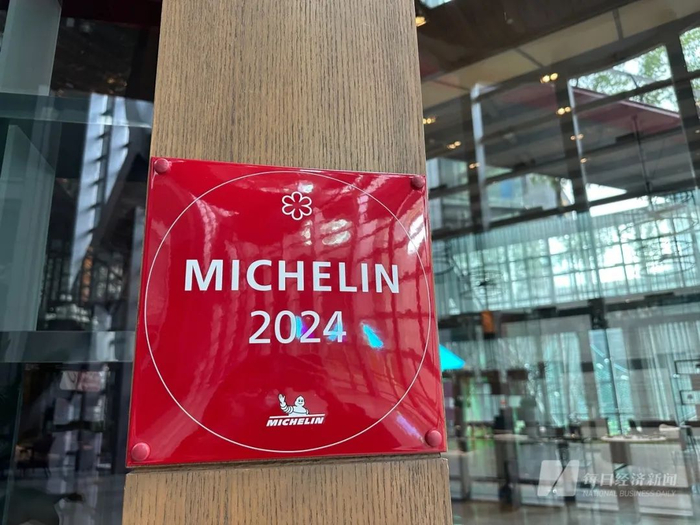 MICHELIN
2024
MICHELIN
每日经济新闻
NATIONAL BUSINESS DAILY